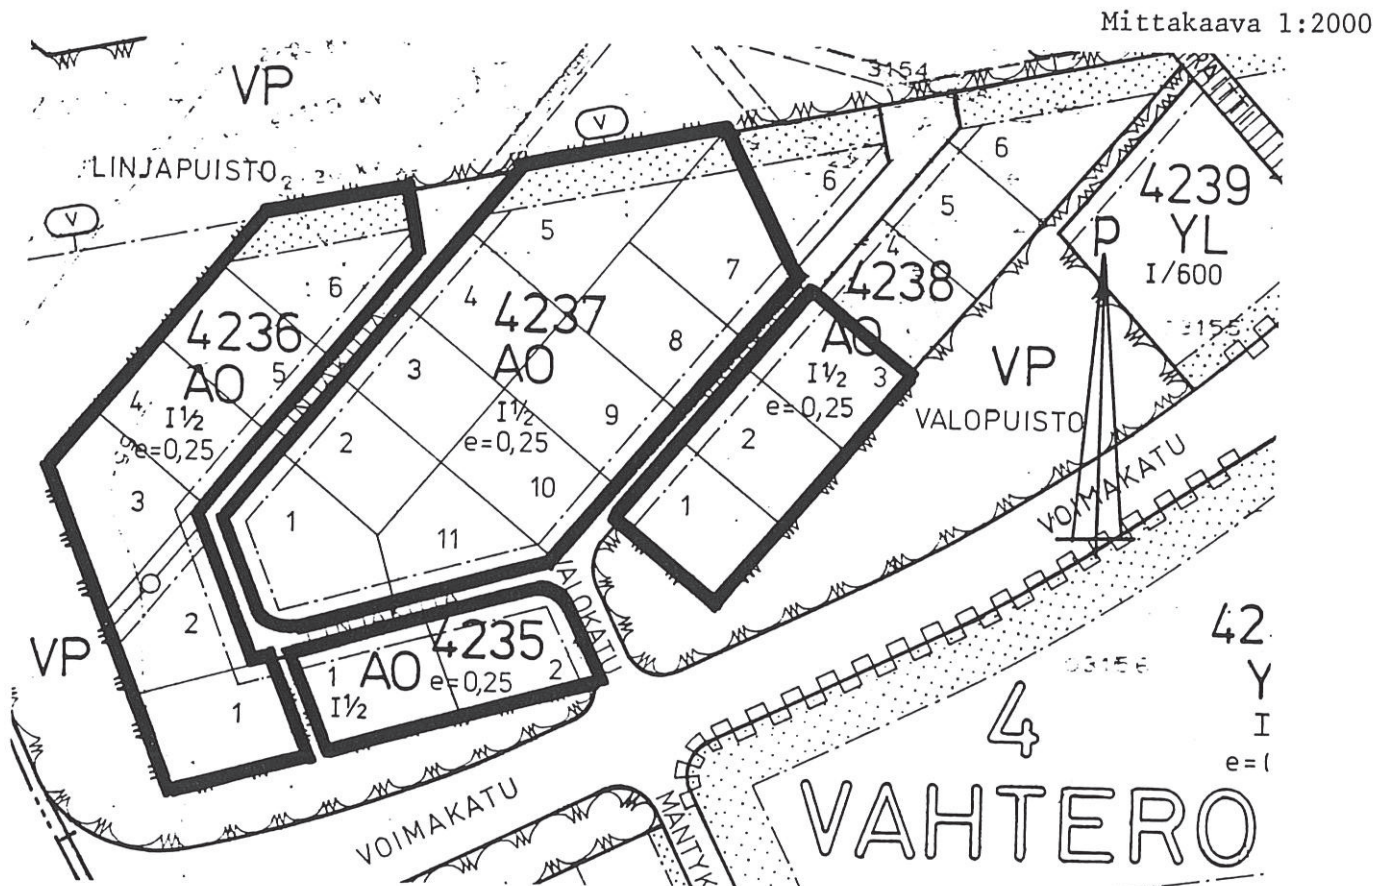 Mittakaava 1:2000
VP
3154
V
LINJAPUISTO
V
6
6
4239
P
YL
I/600
5
5
7
6
4
4
4238
4237
4236
AO
AO
AO
5
3
8
I½
3
4
I½
I½
e=0,25
e=0,25
e=0,25
VP
VALOPUISTO
3155
9
2
2
3
10
1
1
11
VOIMAKATU
VALOKATU
2
VP
4235
AO
e=0,25
1
I½
2
1
03156
42
Y
I
e=(
4
VAHTERO
VOIMAKATU
MÄNTYK